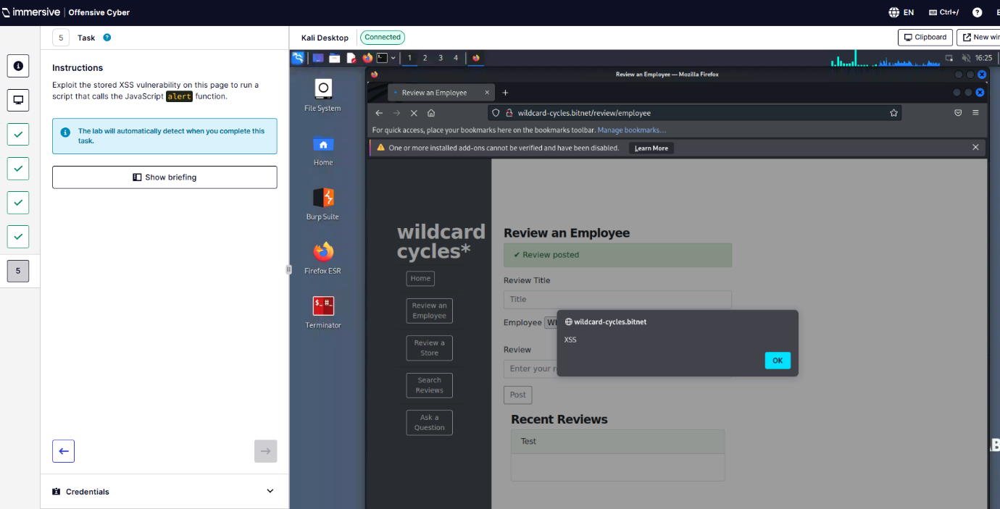 immersive | Offensive Cyber
EN
Ctrl+/
?
5 Task ?
Kali Desktop
Connected
Clipboard
New win
Instructions
Exploit the stored XSS vulnerability on this page to run a
script that calls the JavaScript alert function.
The lab will automatically detect when you complete this
task.
Show briefing
5
Credentials
1 2 3 4
16:25
File System
Home
Burp Suite
Firefox ESR
$_ #_
Terminator
Review an Employee — Mozilla Firefox
Review an Employee
wildcard-cycles.bitnet/review/employee
For quick access, place your bookmarks here on the bookmarks toolbar. Manage bookmarks...
One or more installed add-ons cannot be verified and have been disabled.
Learn More
wildcard
cycles*
Home
Review an
Employee
Review a
Store
Search
Reviews
Ask a
Question
Review an Employee
✔ Review posted
Review Title
Title
Employee
Review
Enter your
Post
wildcard-cycles.bitnet
XSS
OK
Recent Reviews
Test